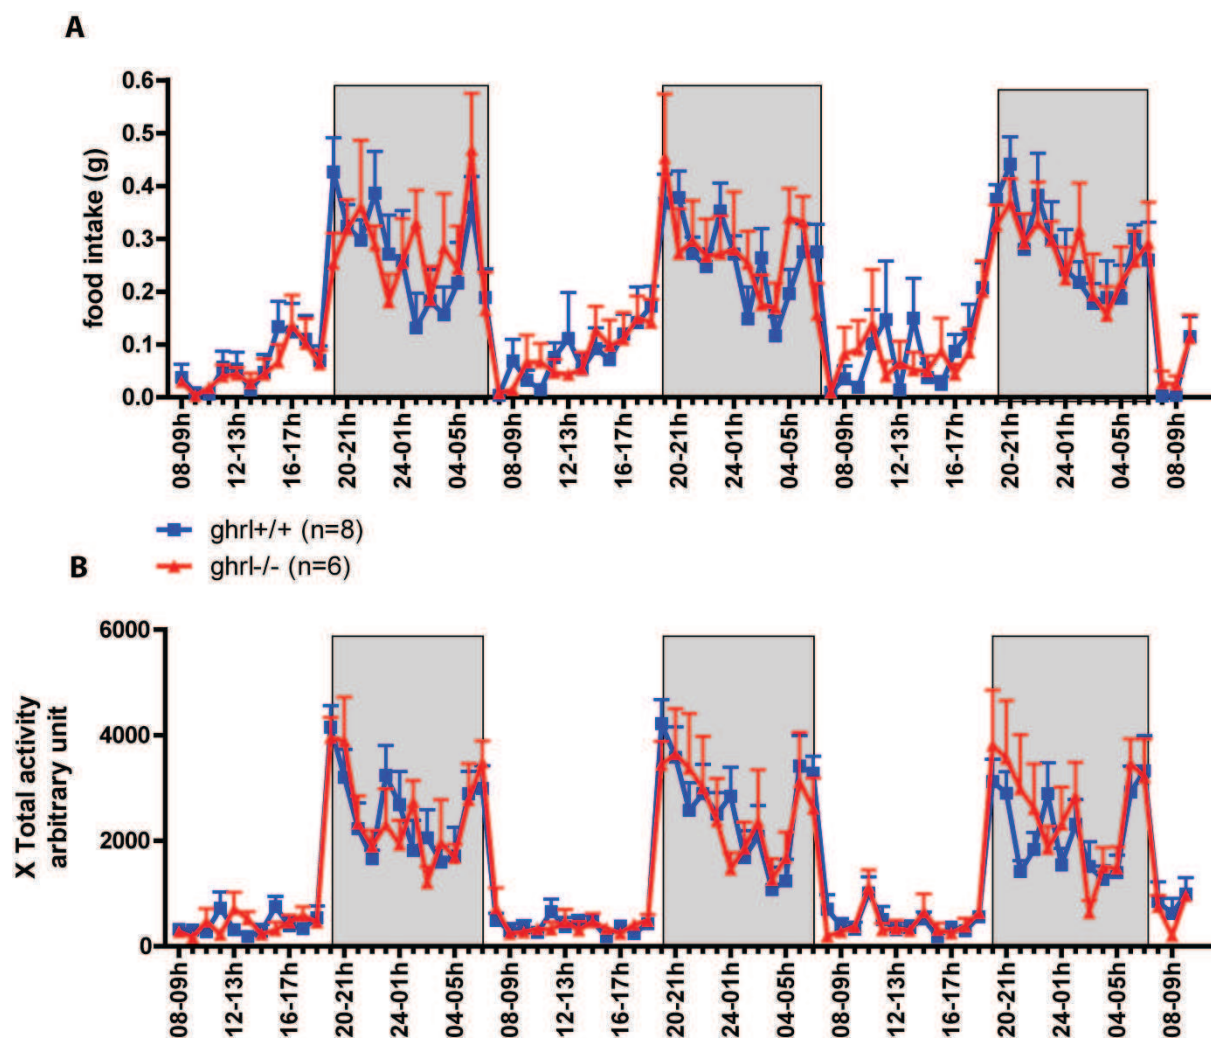 A
food intake (g)
0.6
0.5
0.4
0.3
0.2
0.1
0.0
08-09h
12-13h
16-17h
20-21h
24-01h
04-05h
08-09h
12-13h
16-17h
20-21h
24-01h
04-05h
08-09h
12-13h
16-17h
20-21h
24-01h
04-05h
08-09h
ghrl+/+ (n=8)
ghrl-/- (n=6)
B
X Total activity
arbitrary unit
6000
4000
2000
0
08-09h
12-13h
16-17h
20-21h
24-01h
04-05h
08-09h
12-13h
16-17h
20-21h
24-01h
04-05h
08-09h
12-13h
16-17h
20-21h
24-01h
04-05h
08-09h